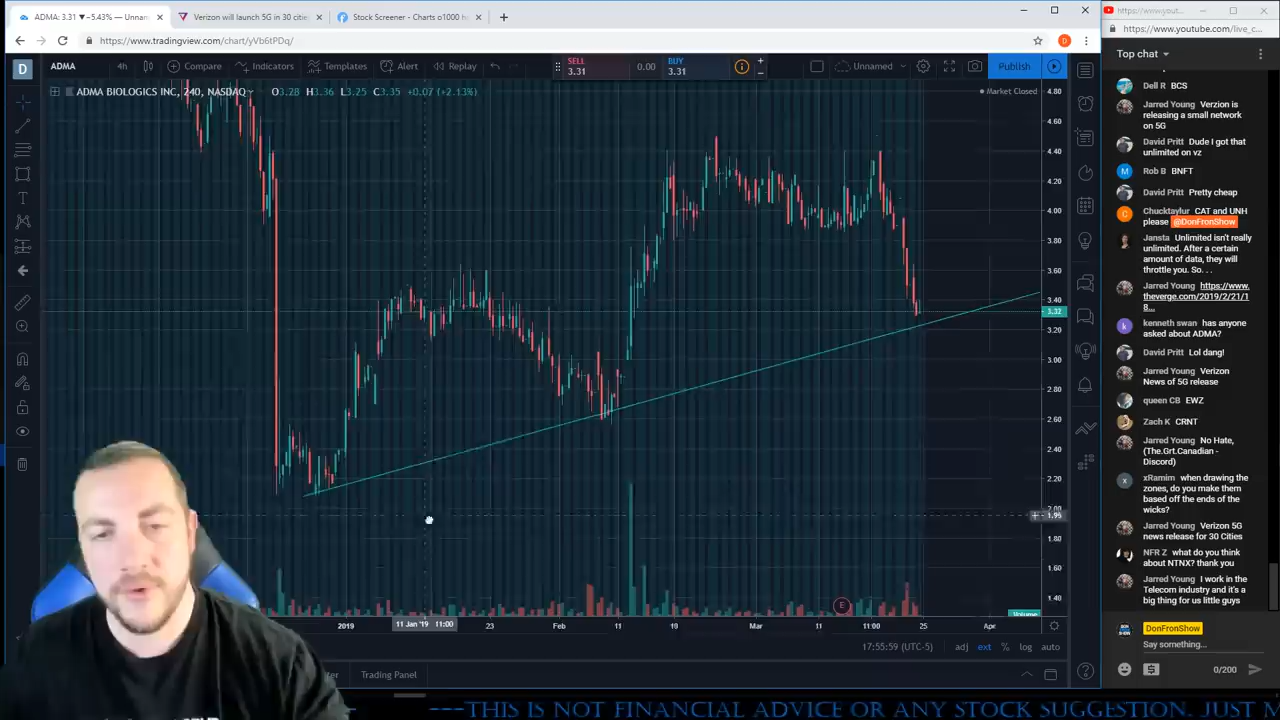 ADMA: 3.31 ▼−5.43% — Unnam
Verizon will launch 5G in 30 cities
Stock Screener - Charts o1000 h
https://www.tradingview.com/chart/yVb6tPDq/
D
ADMA
4h
Compare
Indicators
Templates
Alert
Replay
SELL
3.31
0.00
BUY
3.31
Unnamed
Publish
ADMA BIOLOGICS INC, 240, NASDAQ
O3.28 H3.36 L3.25 C3.35 +0.07 (+2.13%)
Market Closed
4.80
4.60
4.40
4.20
4.00
3.80
3.60
3.40
3.32
3.20
3.00
2.80
2.60
2.40
2.20
2.00
1.95
1.80
1.60
1.40
E
Volume
2019
11 Jan '19 11:00
23
Feb
11
19
Mar
11
11:00
25
Apr
17:55:59 (UTC-5)
adj
ext
%
log
auto
Trading Panel
https://www.yout...
https://www.youtube.com/live_c...
Top chat
Dell R BCS
Jarred Young Verzion is
releasing a small network
on 5G
David Pritt Dude I got that
unlimited on vz
Rob B BNFT
David Pritt Pretty cheap
Chucktaylur CAT and UNH
please @DonFronShow
Jansta Unlimited isn't really
unlimited. After a certain
amount of data, they will
throttle you. So. . .
Jarred Young https://www.
theverge.com/2019/2/21/1
8...
kenneth swan has anyone
asked about ADMA?
David Pritt Lol dang!
Jarred Young Verizon
News of 5G release
queen CB EWZ
Zach K CRNT
Jarred Young No Hate,
(The.Grt.Canadian -
Discord)
xRamim when drawing the
zones, do you make them
based off the ends of the
wicks?
Jarred Young Verizon 5G
news release for 30 Cities
NFR Z what do you think
about NTNX? thank you
Jarred Young I work in the
Telecom industry and it's a
big thing for us little guys
DonFronShow
Say something...
0/200
---THIS IS NOT FINANCIAL ADVICE OR ANY STOCK SUGGESTION. JUST M